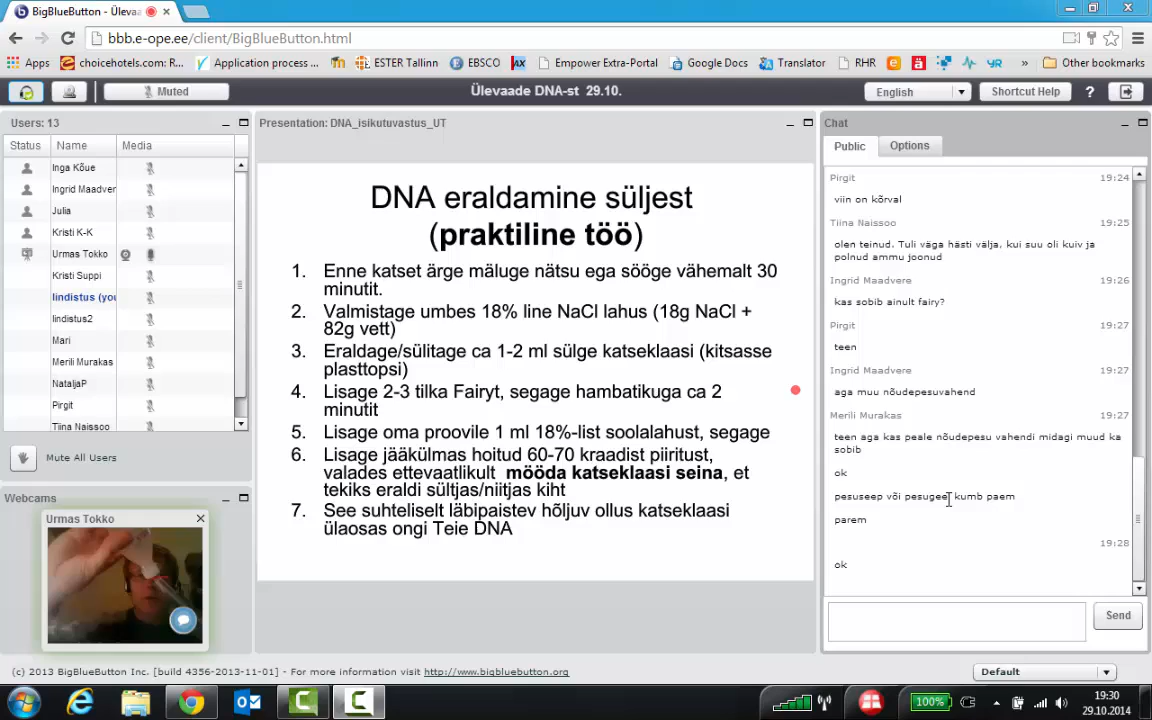 BigBlueButton - Ülevaa
bbb.e-ope.ee/client/BigBlueButton.html
Apps
choicehotels.com: R...
Application process ...
ESTER Tallinn
EBSCO
AX
Empower Extra-Portal
Google Docs
Translator
RHR
Other bookmarks
Muted
Ülevaade DNA-st 29.10.
English
Shortcut Help
?
Users: 13
Status Name Media
Inga Kõue
Ingrid Maadver
Julia
Kristi K-K
Urmas Tokko
Kristi Suppi
lindistus (you
lindistus2
Mari
Merili Murakas
NataljaP
Pirgit
Tiina Naissoo
Mute All Users
Webcams
Urmas Tokko
Presentation: DNA_isikutuvastus_UT
DNA eraldamine süljest
(praktiline töö)
1. Enne katset ärge mäluge nätsu ega sööge vähemalt 30
minutit.
2. Valmistage umbes 18% line NaCl lahus (18g NaCl +
82g vett)
3. Eraldage/sülitage ca 1-2 ml sülge katseklaasi (kitsasse
plasttopsi)
4. Lisage 2-3 tilka Fairyt, segage hambatikuga ca 2
minutit
5. Lisage oma proovile 1 ml 18%-list soolalahust, segage
6. Lisage jääkülmas hoitud 60-70 kraadist piiritust,
valades ettevaatlikult mööda katseklaasi seina, et
tekiks eraldi sültjas/niitjas kiht
7. See suhteliselt läbipaistev hõljuv ollus katseklaasi
ülaosas ongi Teie DNA
Chat
Public Options
Pirgit 19:24
viin on kõrval
Tiina Naissoo 19:25
olen teinud. Tuli väga hästi välja, kui suu oli kuiv ja
polnud ammu joonud
Ingrid Maadvere 19:26
kas sobib ainult fairy?
Pirgit 19:27
teen
Ingrid Maadvere 19:27
aga muu nõudepesuvahend
Merili Murakas 19:27
teen aga kas peale nõudepesu vahendi midagi muud ka
sobib
ok
pesuseep või pesugeel kumb paem
parem
19:28
ok
Send
(c) 2013 BigBlueButton Inc. [build 4356-2013-11-01] - For more information visit http://www.bigbluebutton.org
Default
100%
19:30
29.10.2014